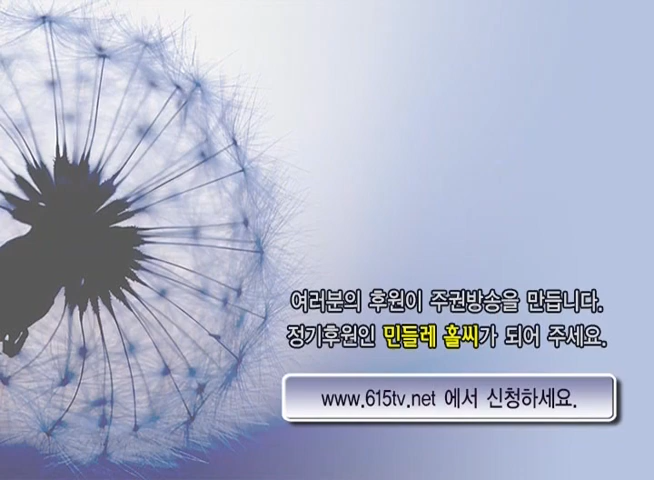 여러분의 후원이 주권방송을 만듭니다.
정기후원인 민들레 홀씨가 되어 주세요.
www.615tv.net 에서 신청하세요.